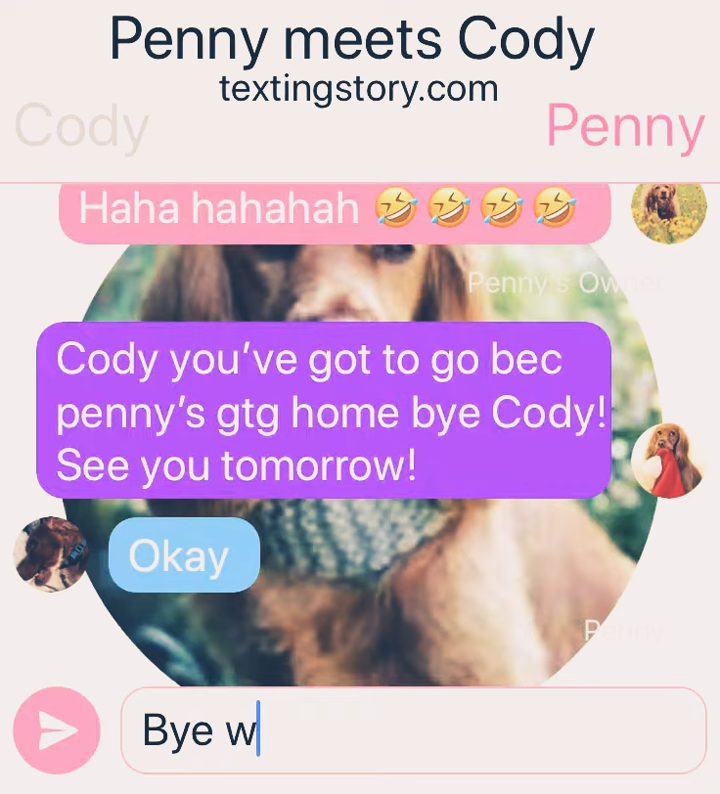 Penny meets Cody
textingstory.com
Cody
Penny
Haha hahahah 🤣🤣🤣🤣
Penny's Owner
Cody you've got to go bec
penny's gtg home bye Cody!
See you tomorrow!
Okay
Penny
Bye w